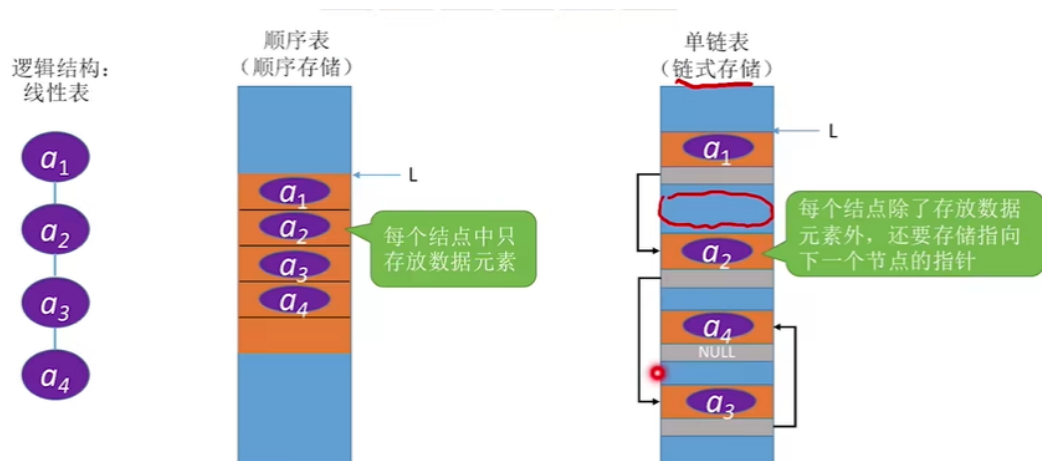 逻辑结构：
线性表
a1
a2
a3
a4
顺序表
（顺序存储）
L
a1
a2
a3
a4
每个结点中只
存放数据元素
单链表
（链式存储）
L
a1
a2
a4
NULL
a3
每个结点除了存放数据
元素外，还要存储指向
下一个节点的指针